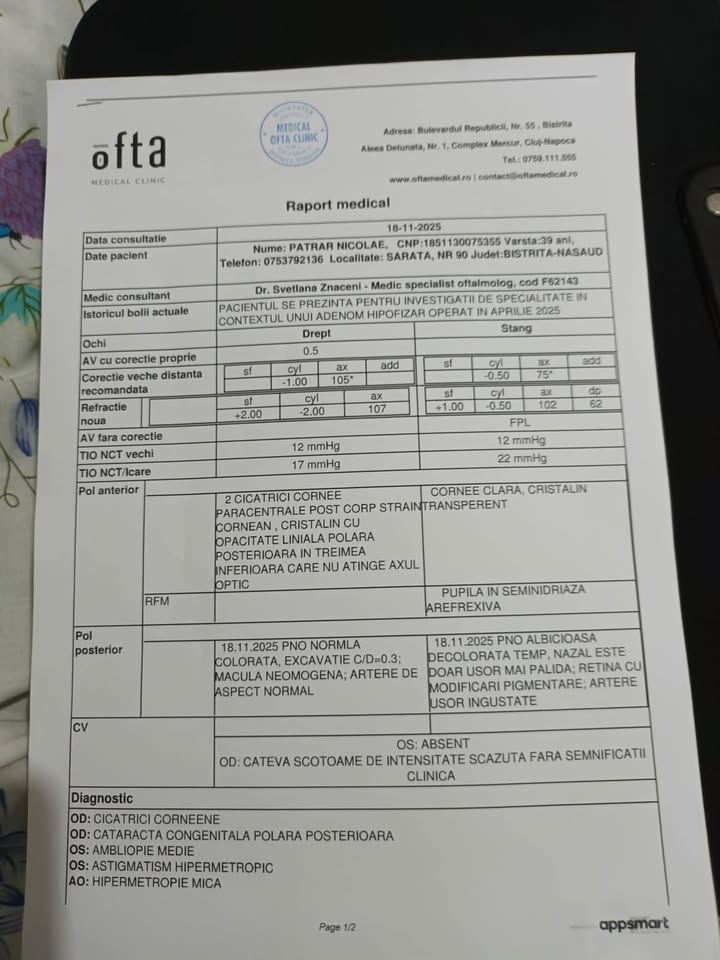 ofta
MEDICAL CLINIC
MEDICAL
OFTA CLINIC
Adresa: Bulevardul Republicii, Nr. 55 , Bistrita
Aleea Detunata, Nr. 1, Complex Mercur, Cluj-Napoca
Tel.: 0759.111.555
www.oftamedical.ro | contact@oftamedical.ro
Raport medical
Data consultatie 18-11-2025
Date pacient Nume: PATRAR NICOLAE, CNP:1851130075355 Varsta:39 ani,
Telefon: 0753792136 Localitate: SARATA, NR 90 Judet:BISTRITA-NASAUD
Medic consultant Dr. Svetlana Znaceni - Medic specialist oftalmolog, cod F62143
Istoricul bolii actuale PACIENTUL SE PREZINTA PENTRU INVESTIGATII DE SPECIALITATE IN
CONTEXTUL UNUI ADENOM HIPOFIZAR OPERAT IN APRILIE 2025
Ochi Drept Stang
AV cu corectie proprie 0.5
Corectie veche distanta recomandata
sf cyl ax add sf cyl ax add
-1.00 105* -0.50 75*
Refractie noua
sf cyl ax sf cyl ax dp
+2.00 -2.00 107 +1.00 -0.50 102 62
AV fara corectie FPL
TIO NCT vechi 12 mmHg 12 mmHg
TIO NCT/Icare 17 mmHg 22 mmHg
Pol anterior
2 CICATRICI CORNEE
PARACENTRALE POST CORP STRAIN
CORNEAN , CRISTALIN CU
OPACITATE LINIALA POLARA
POSTERIOARA IN TREIMEA
INFERIOARA CARE NU ATINGE AXUL
OPTIC
CORNEE CLARA, CRISTALIN
TRANSPERENT
RFM
PUPILA IN SEMINIDRIAZA
AREFREXIVA
Pol
posterior
18.11.2025 PNO NORMLA
COLORATA, EXCAVATIE C/D=0.3;
MACULA NEOMOGENA; ARTERE DE
ASPECT NORMAL
18.11.2025 PNO ALBICIOASA
DECOLORATA TEMP, NAZAL ESTE
DOAR USOR MAI PALIDA; RETINA CU
MODIFICARI PIGMENTARE; ARTERE
USOR INGUSTATE
CV
OS: ABSENT
OD: CATEVA SCOTOAME DE INTENSITATE SCAZUTA FARA SEMNIFICATII
CLINICA
Diagnostic
OD: CICATRICI CORNEENE
OD: CATARACTA CONGENITALA POLARA POSTERIOARA
OS: AMBLIOPIE MEDIE
OS: ASTIGMATISM HIPERMETROPIC
AO: HIPERMETROPIE MICA
Page 1/2
appsmart